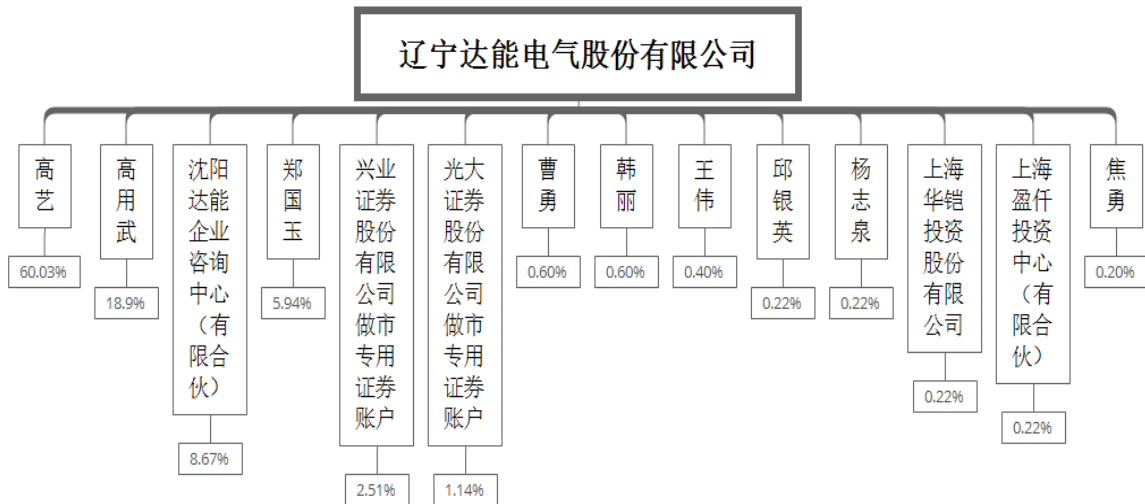 辽宁达能电气股份有限公司
高
艺
60.03%
高
用
武
18.9%
沈阳
达能
企业
咨询
中心
（有
限合
伙）
8.67%
郑
国
玉
5.94%
兴业
证券
股份
有限
公司
做市
专用
证券
账户
2.51%
光大
证券
股份
有限
公司
做市
专用
证券
账户
1.14%
曹
勇
0.60%
韩
丽
0.60%
王
伟
0.40%
邱
银
英
0.22%
杨
志
泉
0.22%
上海
华铠
投资
股份
有限
公司
0.22%
上海
盈仟
投资
中心
（有
限合
伙）
0.22%
焦
勇
0.20%